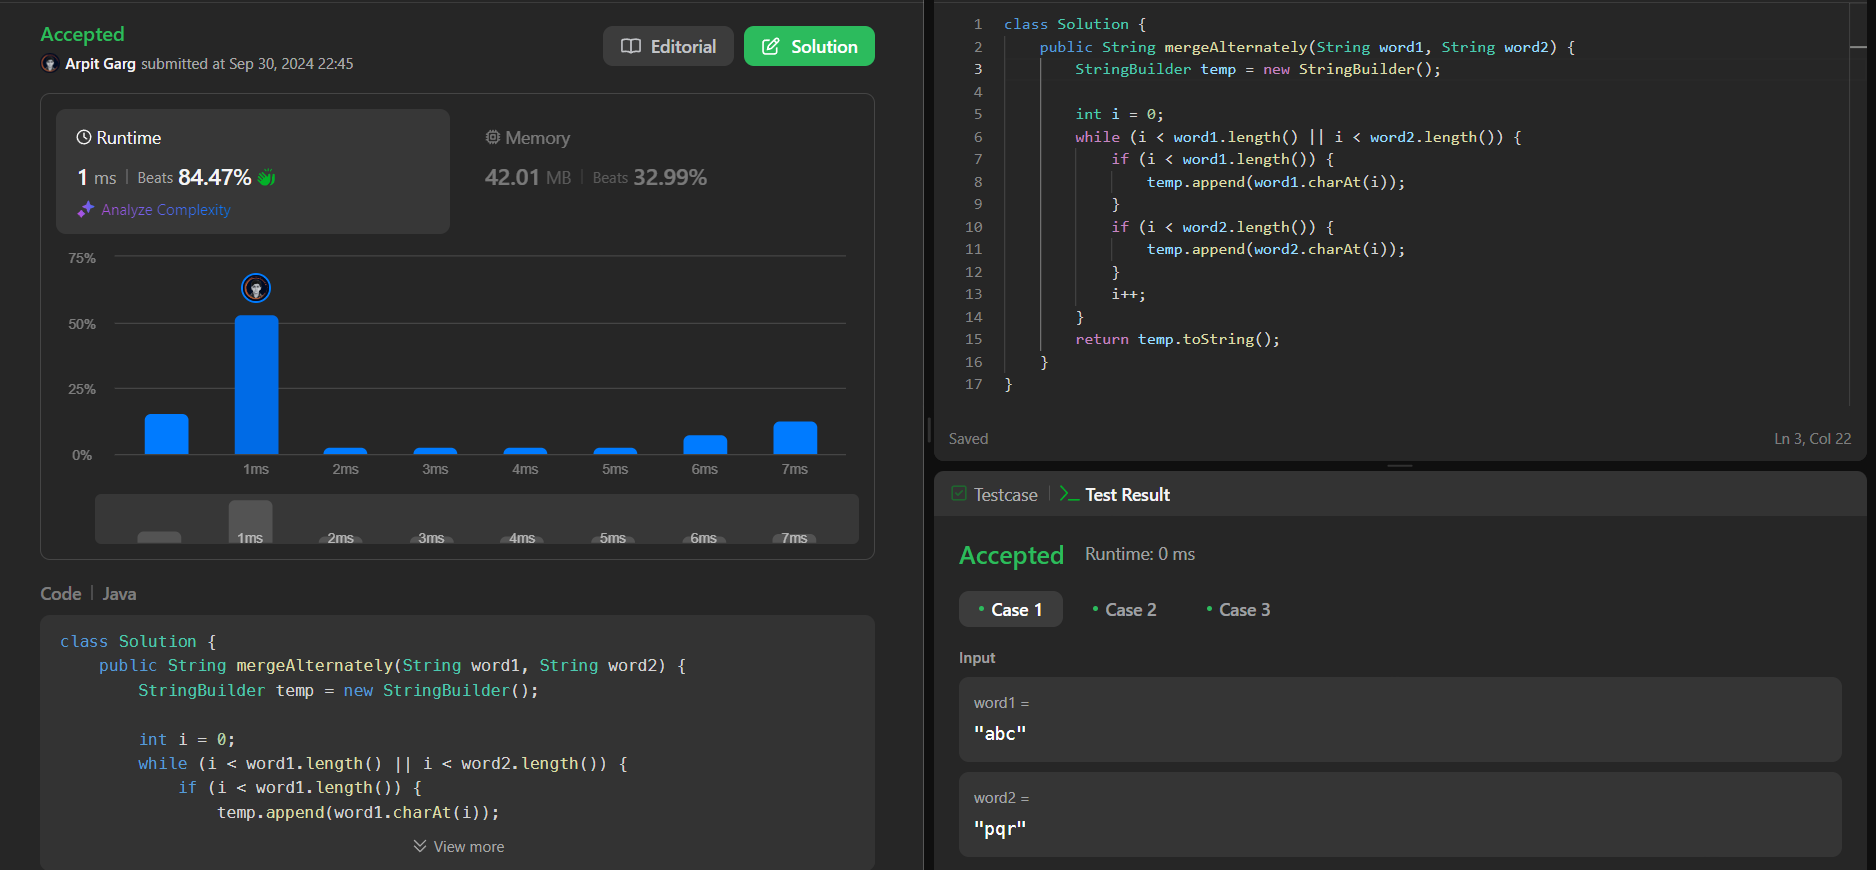 Accepted
Arpit Garg submitted at Sep 30, 2024 22:45
Editorial
Solution
Runtime
1 ms | Beats 84.47%
Analyze Complexity
Memory
42.01 MB | Beats 32.99%
75%
50%
25%
0%
1ms 2ms 3ms 4ms 5ms 6ms 7ms
1ms 2ms 3ms 4ms 5ms 6ms 7ms
Code | Java
class Solution {
    public String mergeAlternately(String word1, String word2) {
        StringBuilder temp = new StringBuilder();
        int i = 0;
        while (i < word1.length() || i < word2.length()) {
            if (i < word1.length()) {
                temp.append(word1.charAt(i));
View more
1 class Solution {
2     public String mergeAlternately(String word1, String word2) {
3         StringBuilder temp = new StringBuilder();
4
5         int i = 0;
6         while (i < word1.length() || i < word2.length()) {
7             if (i < word1.length()) {
8                 temp.append(word1.charAt(i));
9             }
10             if (i < word2.length()) {
11                 temp.append(word2.charAt(i));
12             }
13             i++;
14         }
15         return temp.toString();
16     }
17 }
Saved
Ln 3, Col 22
Testcase | >_ Test Result
Accepted Runtime: 0 ms
• Case 1 • Case 2 • Case 3
Input
word1 =
"abc"
word2 =
"pqr"